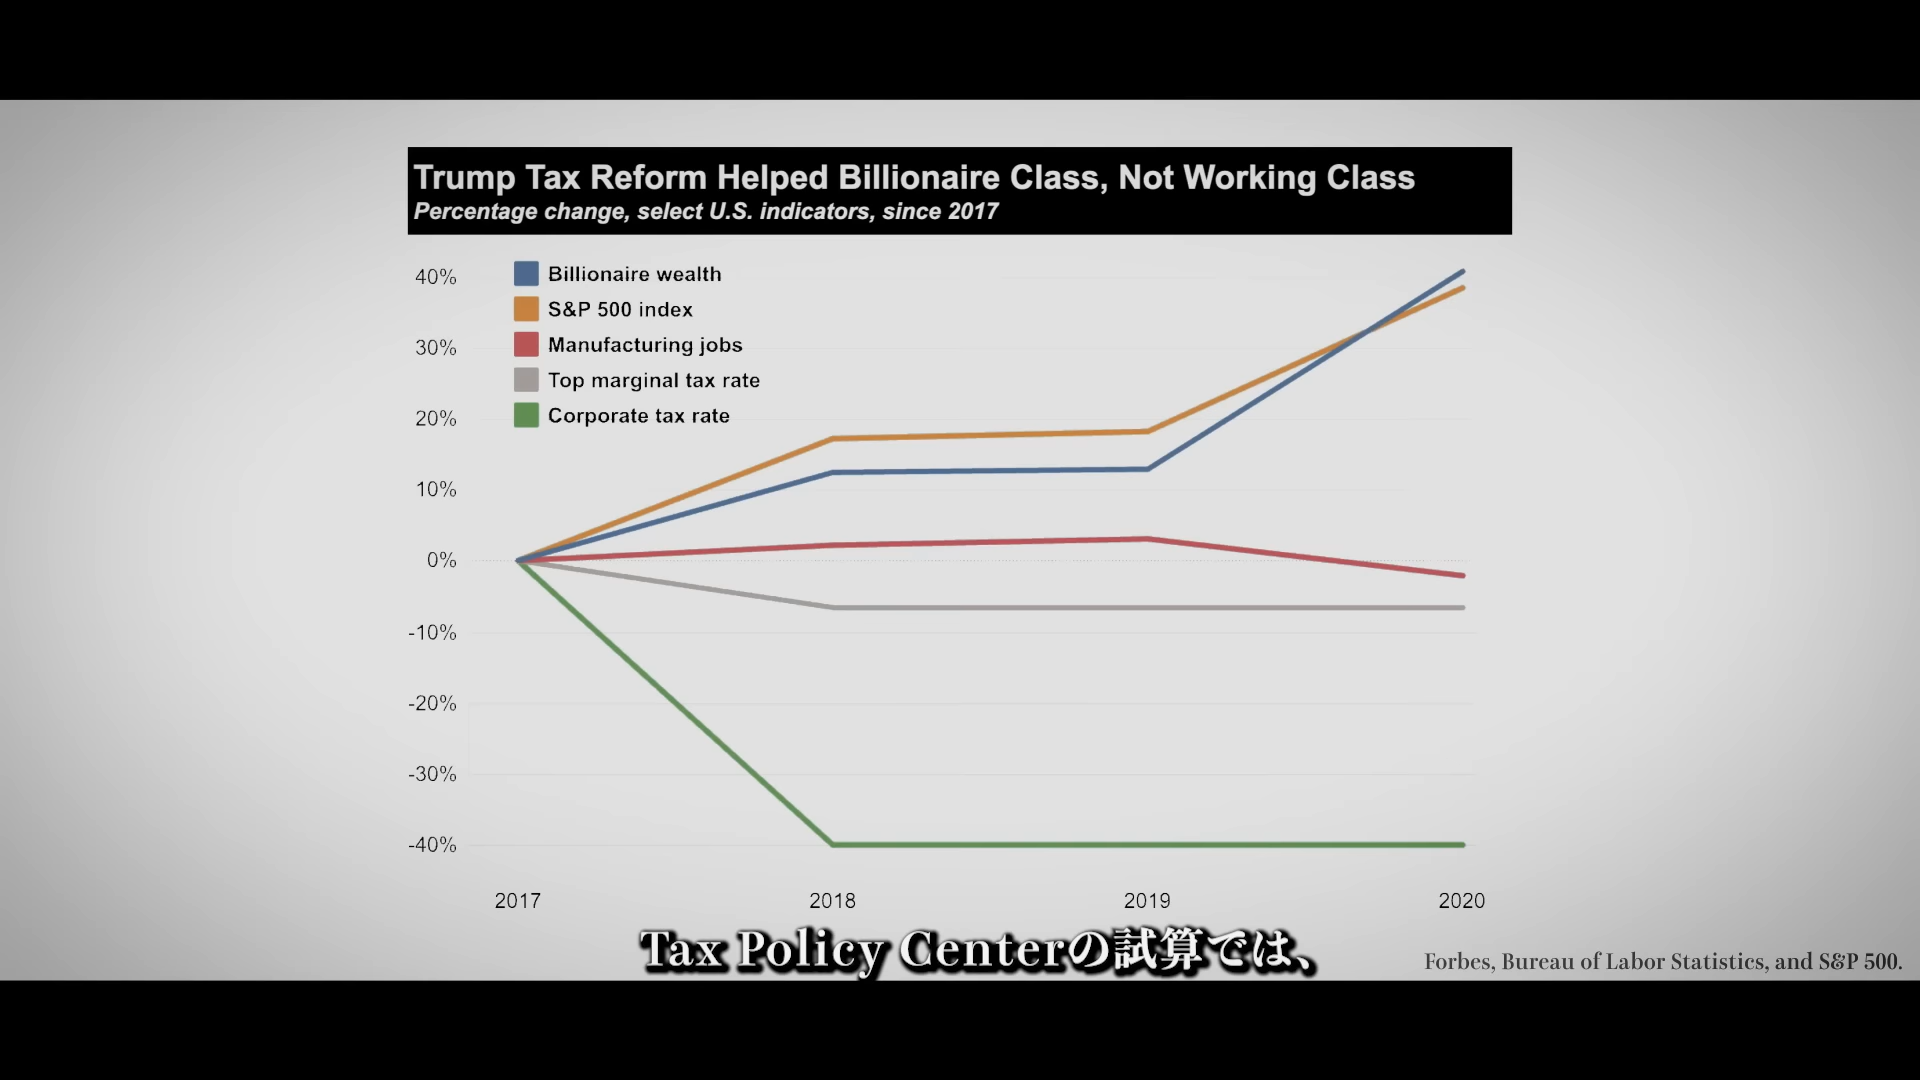 Trump Tax Reform Helped Billionaire Class, Not Working Class
Percentage change, select U.S. indicators, since 2017
Billionaire wealth
S&P 500 index
Manufacturing jobs
Top marginal tax rate
Corporate tax rate
40%
30%
20%
10%
0%
-10%
-20%
-30%
-40%
2017 2018 2019 2020
Tax Policy Centerの試算では、
Forbes, Bureau of Labor Statistics, and S&P 500.